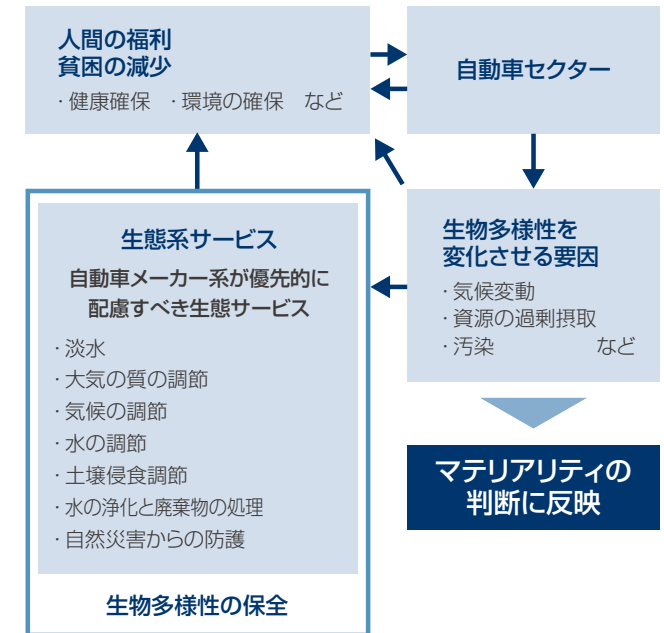 人間の福利
貧困の減少
・健康確保 ・環境の確保 など
自動車セクター
生態系サービス
自動車メーカー系が優先的に
配慮すべき生態サービス
・淡水
・大気の質の調節
・気候の調節
・水の調節
・土壌侵食調節
・水の浄化と廃棄物の処理
・自然災害からの防護
生物多様性の保全
生物多様性を
変化させる要因
・気候変動
・資源の過剰摂取
・汚染 など
マテリアリティの
判断に反映